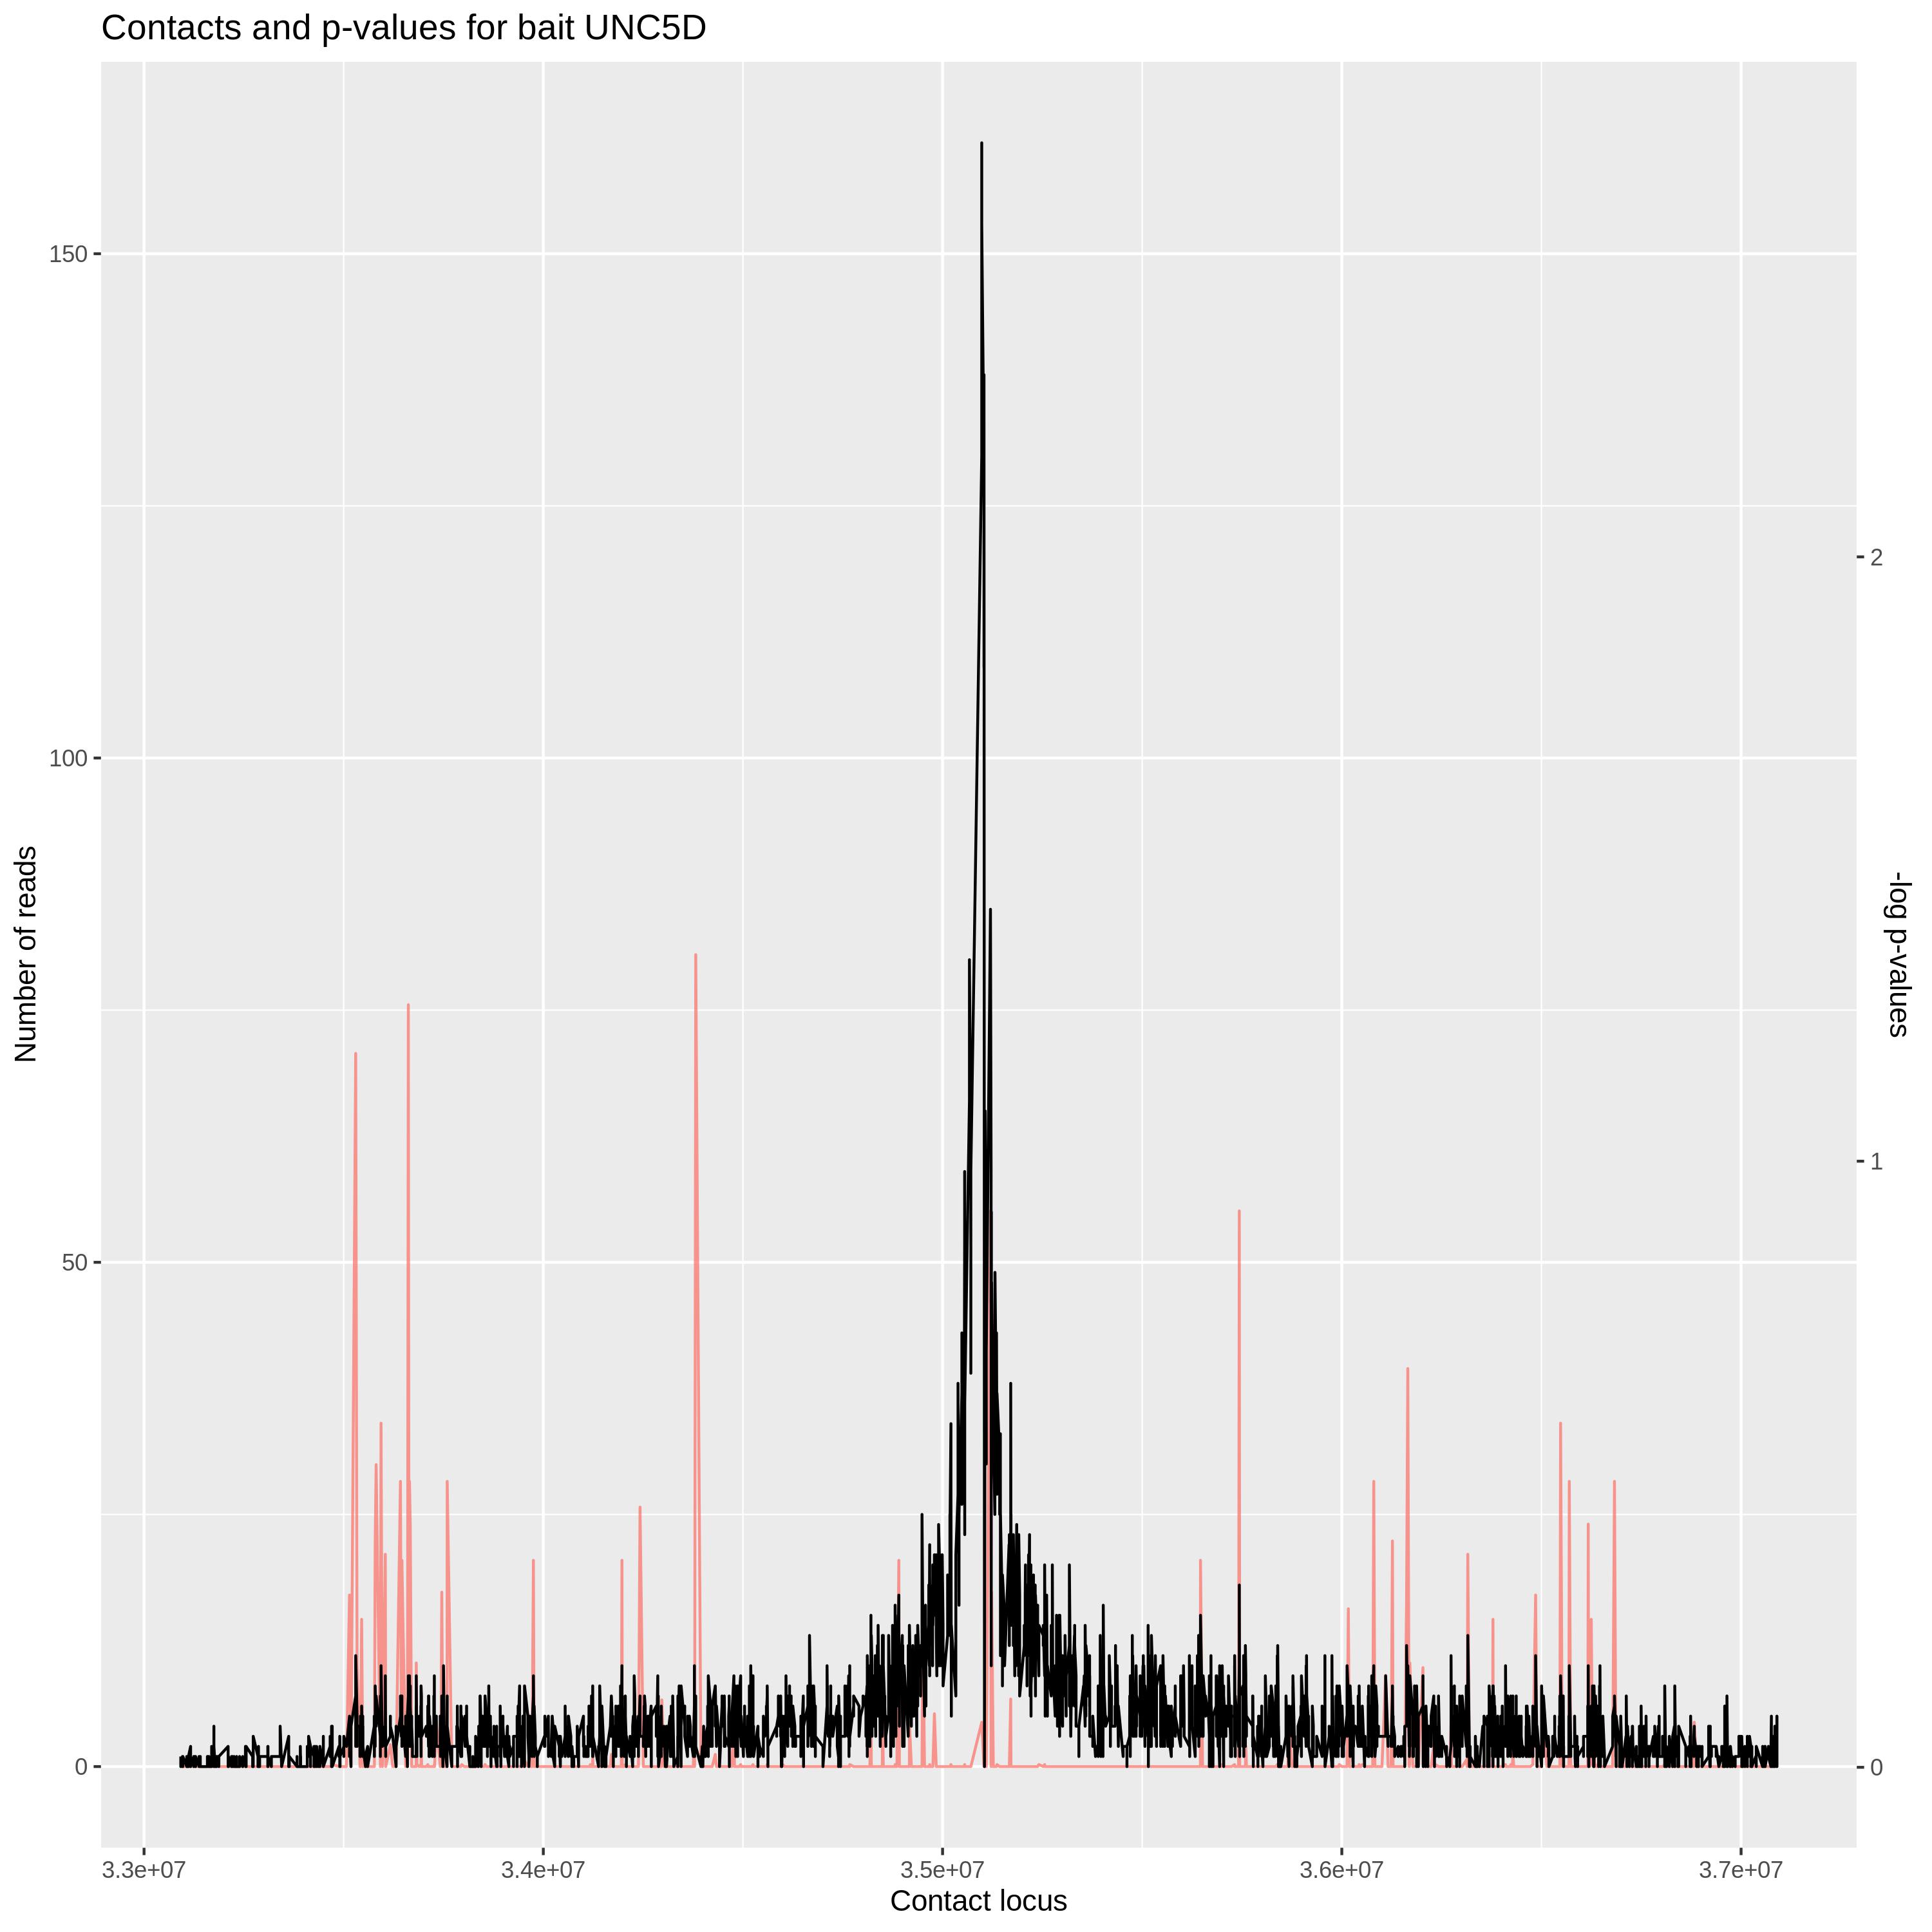 Contacts and p-values for bait UNC5D
150
100
50
0
Number of reads
2
1
0
-log p-values
3.3e+07
3.4e+07
3.5e+07
3.6e+07
3.7e+07
Contact locus